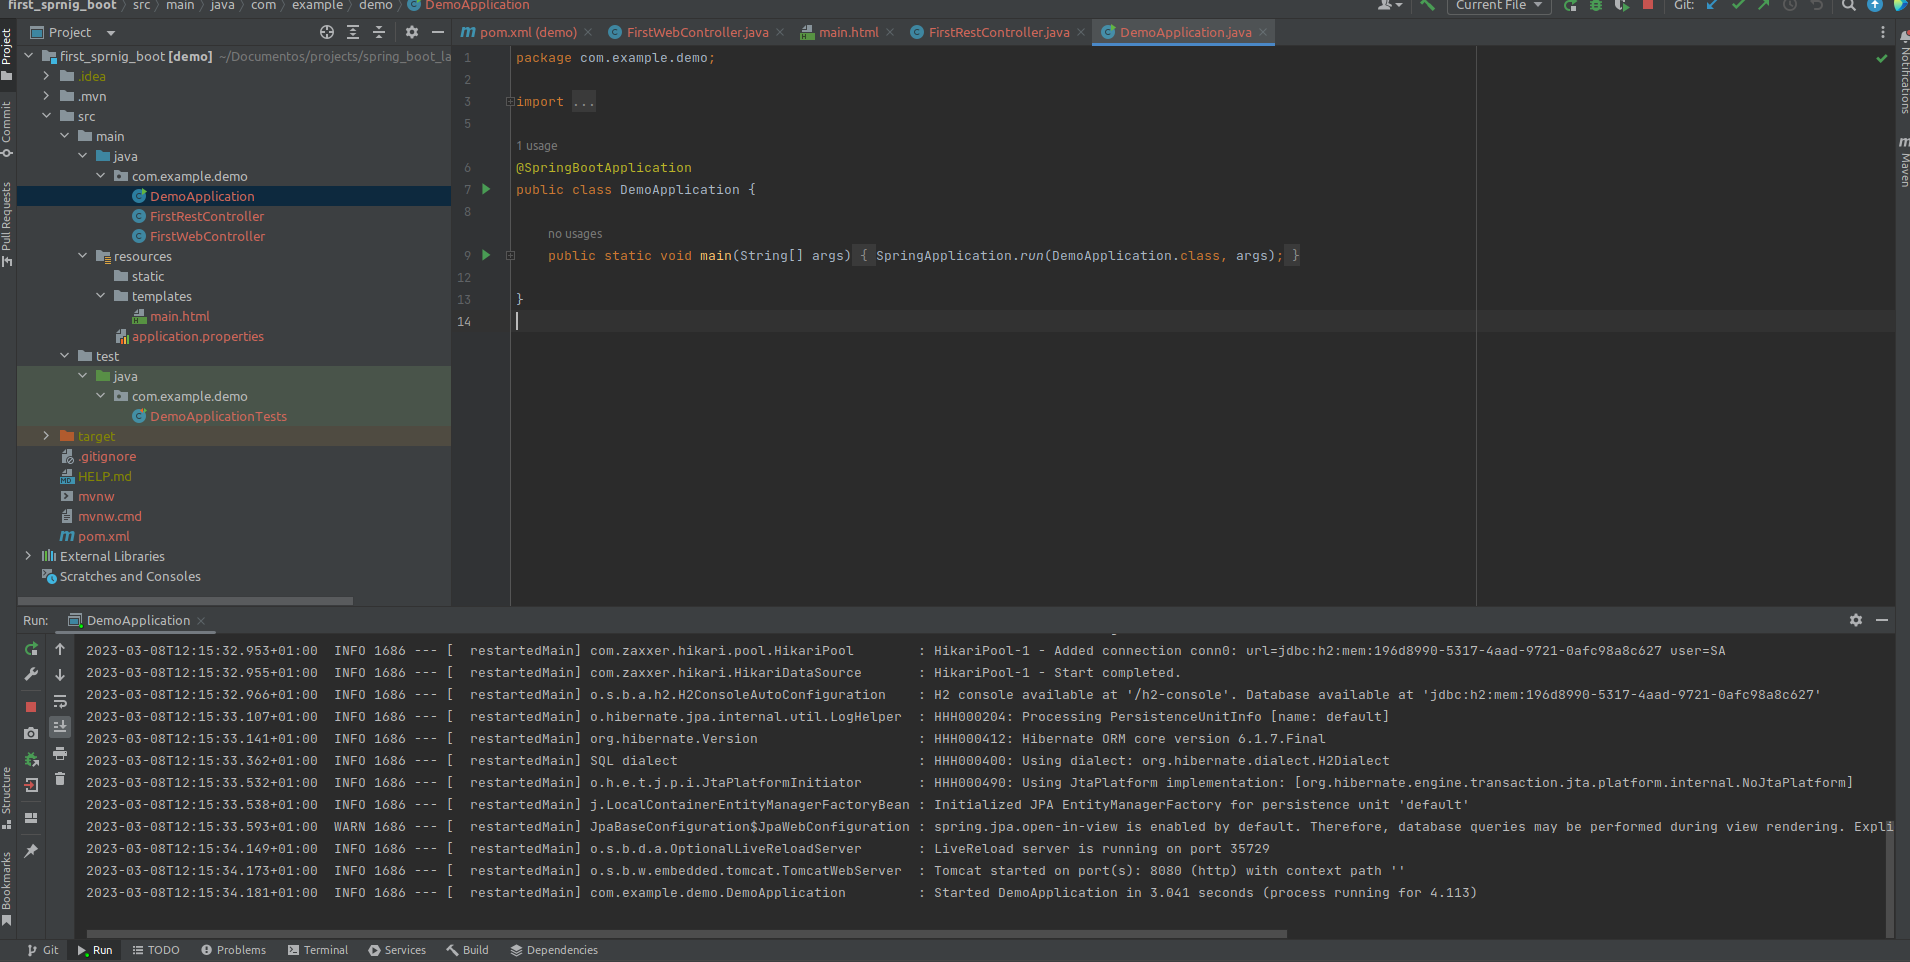 first_sprnig_boot › src › main › java › com › example › demo › DemoApplication
Current File
Git:
Project
pom.xml (demo)
FirstWebController.java
main.html
FirstRestController.java
DemoApplication.java
Project
Commit
Pull Requests
Structure
Bookmarks
Notifications
Maven
first_sprnig_boot [demo] ~/Documentos/projects/spring_boot_la
.idea
.mvn
src
main
java
com.example.demo
DemoApplication
FirstRestController
FirstWebController
resources
static
templates
main.html
application.properties
test
java
com.example.demo
DemoApplicationTests
target
.gitignore
HELP.md
mvnw
mvnw.cmd
pom.xml
External Libraries
Scratches and Consoles
1 package com.example.demo;
2
3 import ...
5
1 usage
6 @SpringBootApplication
7 public class DemoApplication {
8
no usages
9 public static void main(String[] args) { SpringApplication.run(DemoApplication.class, args); }
12
13 }
14
Run: DemoApplication
2023-03-08T12:15:32.953+01:00 INFO 1686 --- [ restartedMain] com.zaxxer.hikari.pool.HikariPool : HikariPool-1 - Added connection conn0: url=jdbc:h2:mem:196d8990-5317-4aad-9721-0afc98a8c627 user=SA
2023-03-08T12:15:32.955+01:00 INFO 1686 --- [ restartedMain] com.zaxxer.hikari.HikariDataSource : HikariPool-1 - Start completed.
2023-03-08T12:15:32.966+01:00 INFO 1686 --- [ restartedMain] o.s.b.a.h2.H2ConsoleAutoConfiguration : H2 console available at '/h2-console'. Database available at 'jdbc:h2:mem:196d8990-5317-4aad-9721-0afc98a8c627'
2023-03-08T12:15:33.107+01:00 INFO 1686 --- [ restartedMain] o.hibernate.jpa.internal.util.LogHelper : HHH000204: Processing PersistenceUnitInfo [name: default]
2023-03-08T12:15:33.141+01:00 INFO 1686 --- [ restartedMain] org.hibernate.Version : HHH000412: Hibernate ORM core version 6.1.7.Final
2023-03-08T12:15:33.362+01:00 INFO 1686 --- [ restartedMain] SQL dialect : HHH000400: Using dialect: org.hibernate.dialect.H2Dialect
2023-03-08T12:15:33.532+01:00 INFO 1686 --- [ restartedMain] o.h.e.t.j.p.i.JtaPlatformInitiator : HHH000490: Using JtaPlatform implementation: [org.hibernate.engine.transaction.jta.platform.internal.NoJtaPlatform]
2023-03-08T12:15:33.538+01:00 INFO 1686 --- [ restartedMain] j.LocalContainerEntityManagerFactoryBean : Initialized JPA EntityManagerFactory for persistence unit 'default'
2023-03-08T12:15:33.593+01:00 WARN 1686 --- [ restartedMain] JpaBaseConfiguration$JpaWebConfiguration : spring.jpa.open-in-view is enabled by default. Therefore, database queries may be performed during view rendering. Expli
2023-03-08T12:15:34.149+01:00 INFO 1686 --- [ restartedMain] o.s.b.d.a.OptionalLiveReloadServer : LiveReload server is running on port 35729
2023-03-08T12:15:34.173+01:00 INFO 1686 --- [ restartedMain] o.s.b.w.embedded.tomcat.TomcatWebServer : Tomcat started on port(s): 8080 (http) with context path ''
2023-03-08T12:15:34.181+01:00 INFO 1686 --- [ restartedMain] com.example.demo.DemoApplication : Started DemoApplication in 3.041 seconds (process running for 4.113)
Git Run TODO Problems Terminal Services Build Dependencies